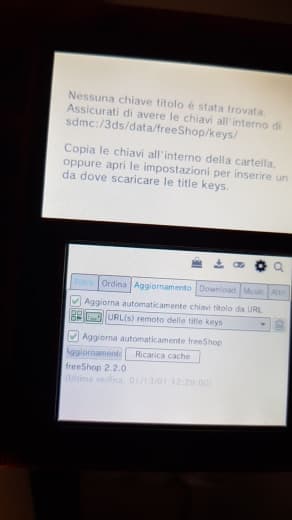 Nessuna chiave titolo è stata trovata.
Assicurati di avere le chiavi all'interno di
sdmc:/3ds/data/freeShop/keys/
Copia le chiavi all'interno della cartella,
oppure apri le impostazioni per inserire un
da dove scaricare le title keys.
Ordina Aggiornamento Download Music
Aggiorna automaticamente chiavi titolo da URL
URL(s) remoto delle title keys
Aggiorna automaticamente freeShop
Aggiornamento Ricarica cache
freeShop 2.2.0